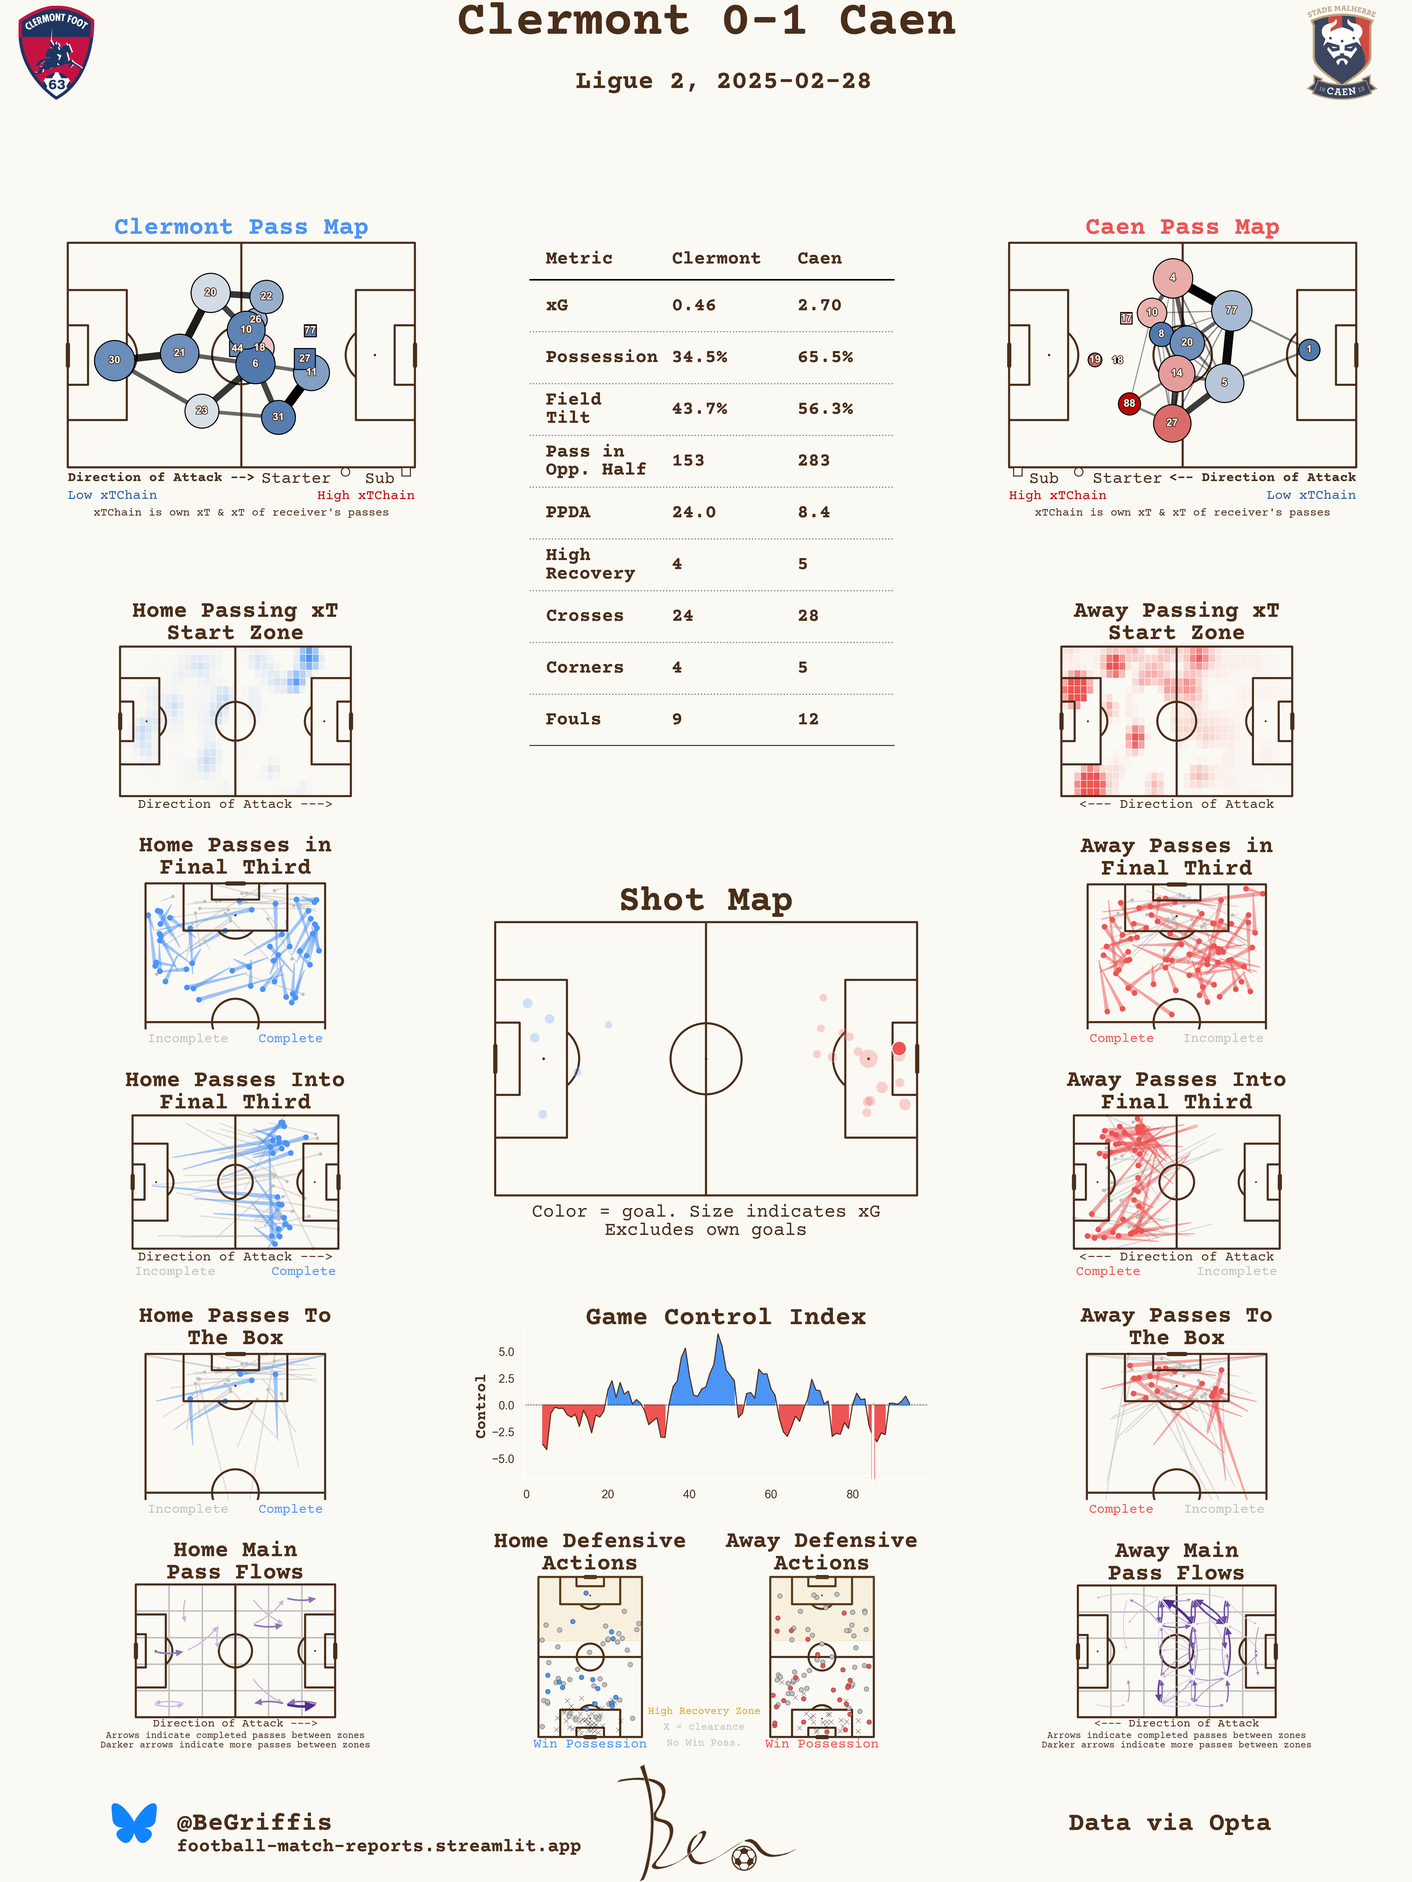 Clermont 0-1 Caen
Ligue 2, 2025-02-28
CLERMONT FOOT
63
STADE MALHERBE
19 CAEN 13
Clermont Pass Map
20
22
26
10
77
44
18
30
21
6
27
11
23
31
Direction of Attack --> Starter Sub
Low xTChain High xTChain
xTChain is own xT & xT of receiver's passes
Metric Clermont Caen
xG 0.46 2.70
Possession 34.5% 65.5%
Field
Tilt 43.7% 56.3%
Pass in
Opp. Half 153 283
PPDA 24.0 8.4
High
Recovery 4 5
Crosses 24 28
Corners 4 5
Fouls 9 12
Caen Pass Map
4
77
17
10
8
20
1
19
18
14
5
88
27
Sub Starter <-- Direction of Attack
High xTChain Low xTChain
xTChain is own xT & xT of receiver's passes
Home Passing xT
Start Zone
Direction of Attack --->
Away Passing xT
Start Zone
<--- Direction of Attack
Home Passes in
Final Third
Incomplete Complete
Away Passes in
Final Third
Complete Incomplete
Shot Map
Color = goal. Size indicates xG
Excludes own goals
Home Passes Into
Final Third
Direction of Attack --->
Incomplete Complete
Away Passes Into
Final Third
<--- Direction of Attack
Complete Incomplete
Home Passes To
The Box
Incomplete Complete
Game Control Index
Control
5.0
2.5
0.0
−2.5
−5.0
0 20 40 60 80
Away Passes To
The Box
Complete Incomplete
Home Main
Pass Flows
Direction of Attack --->
Arrows indicate completed passes between zones
Darker arrows indicate more passes between zones
Home Defensive
Actions
Win Possession
Away Defensive
Actions
Win Possession
High Recovery Zone
X = clearance
No Win Poss.
Away Main
Pass Flows
<--- Direction of Attack
Arrows indicate completed passes between zones
Darker arrows indicate more passes between zones
@BeGriffis
football-match-reports.streamlit.app
Ben
Data via Opta